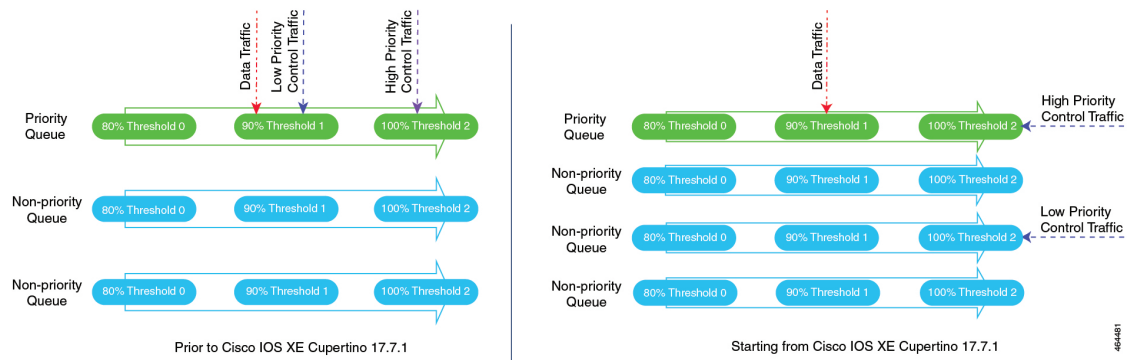 Data Traffic
Low Priority
Control Traffic
High Priority
Control Traffic
Priority
Queue
80% Threshold 0
90% Threshold 1
100% Threshold 2
Non-priority
Queue
80% Threshold 0
90% Threshold 1
100% Threshold 2
Non-priority
Queue
80% Threshold 0
90% Threshold 1
100% Threshold 2
Prior to Cisco IOS XE Cupertino 17.7.1
Data Traffic
Priority
Queue
80% Threshold 0
90% Threshold 1
100% Threshold 2
High Priority
Control Traffic
Non-priority
Queue
80% Threshold 0
90% Threshold 1
100% Threshold 2
Non-priority
Queue
80% Threshold 0
90% Threshold 1
100% Threshold 2
Low Priority
Control Traffic
Non-priority
Queue
80% Threshold 0
90% Threshold 1
100% Threshold 2
Starting from Cisco IOS XE Cupertino 17.7.1
464481